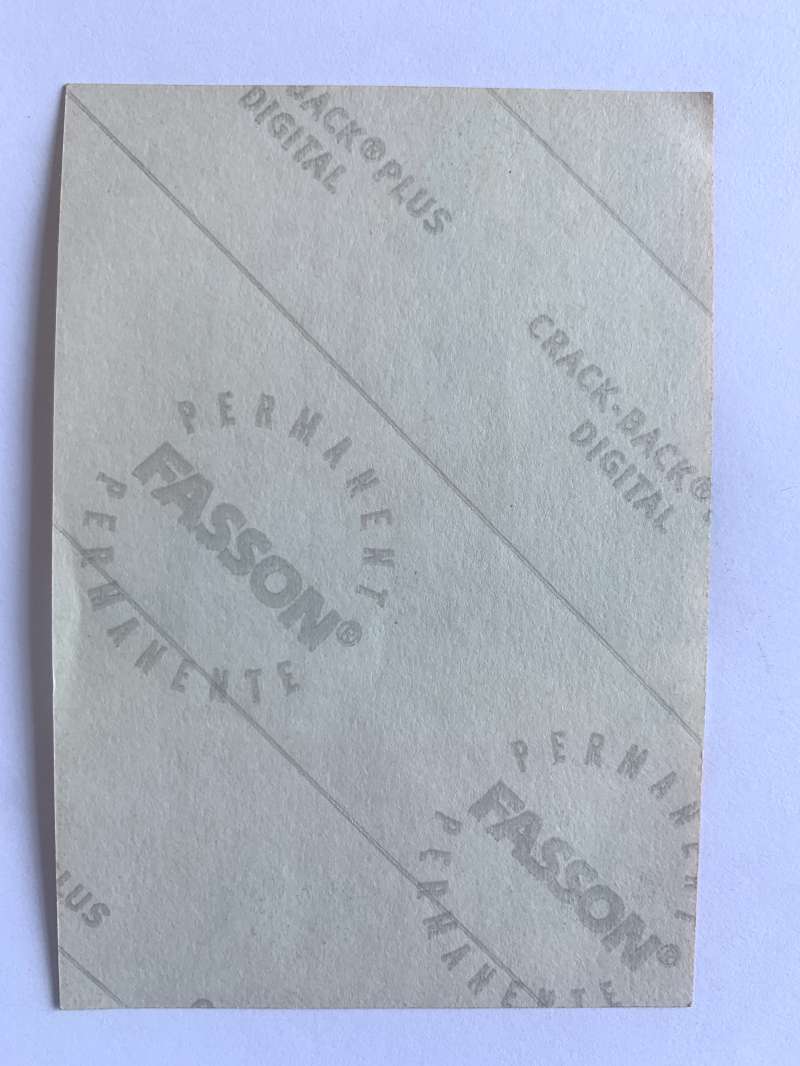 BACK® PLUS
DIGITAL
CRACK-BACK®
DIGITAL
PERMANENT
FASSON®
PERMANENTE
PERMANENT
FASSON®
PERMANENTE
PLUS